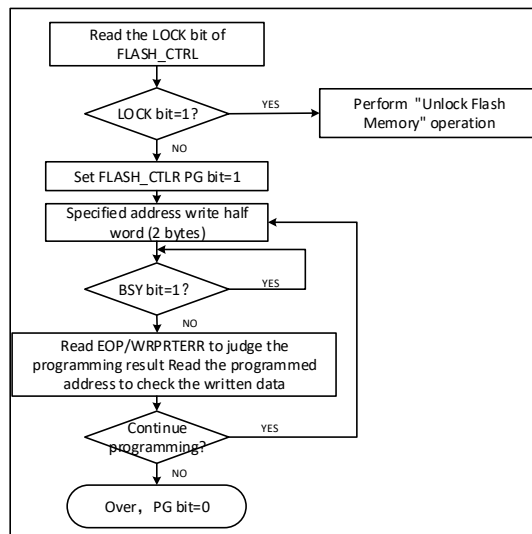 Read the LOCK bit of
FLASH_CTRL
LOCK bit=1?
YES
Perform "Unlock Flash
Memory" operation
NO
Set FLASH_CTLR PG bit=1
Specified address write half
word (2 bytes)
BSY bit=1?
YES
NO
Read EOP/WRPRTERR to judge the
programming result Read the programmed
address to check the written data
Continue
programming?
YES
NO
Over, PG bit=0